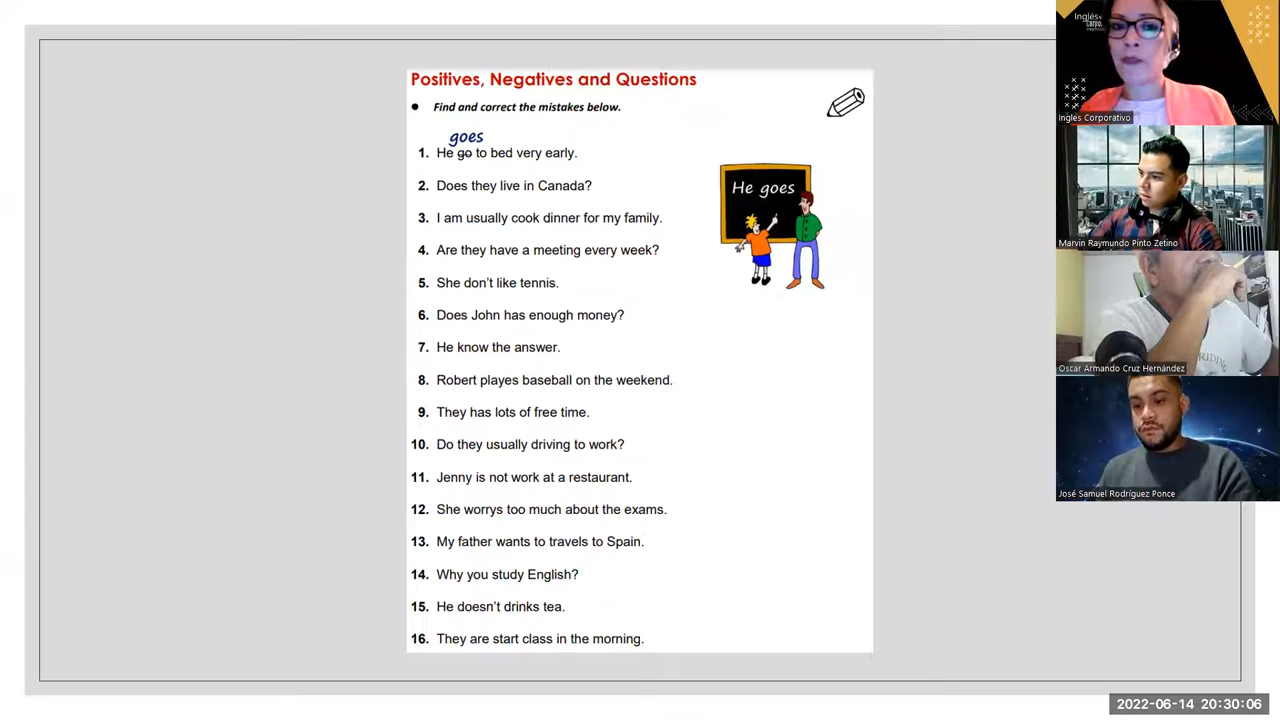 Positives, Negatives and Questions
● Find and correct the mistakes below.
goes
1. He go to bed very early.
2. Does they live in Canada?
3. I am usually cook dinner for my family.
4. Are they have a meeting every week?
5. She don't like tennis.
6. Does John has enough money?
7. He know the answer.
8. Robert playes baseball on the weekend.
9. They has lots of free time.
10. Do they usually driving to work?
11. Jenny is not work at a restaurant.
12. She worrys too much about the exams.
13. My father wants to travels to Spain.
14. Why you study English?
15. He doesn't drinks tea.
16. They are start class in the morning.
He goes
Inglés
Corpo
Inglés Corporativo
Marvin Raymundo Pinto Zetino
Oscar Armando Cruz Hernández
RIDING
José Samuel Rodríguez Ponce
2022-06-14 20:30:06